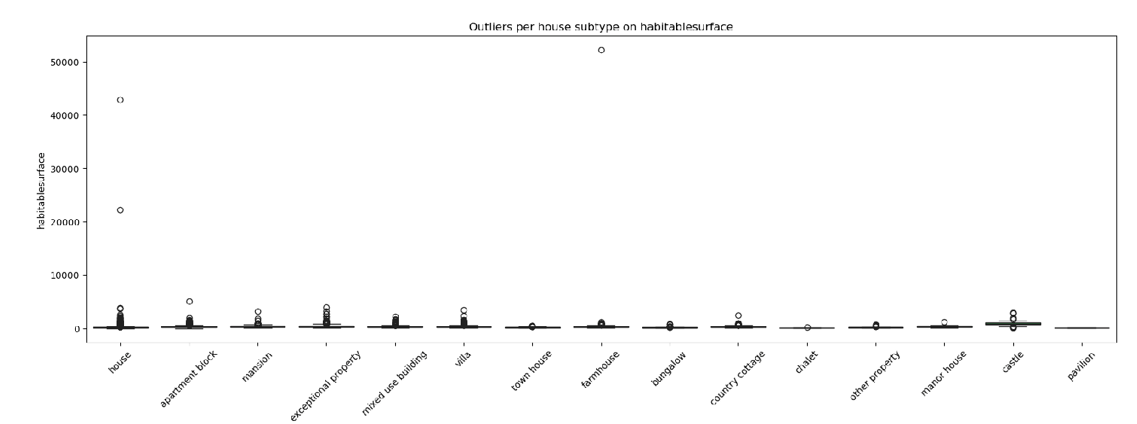 Outliers per house subtype on habitablesurface
50000
40000
30000
20000
10000
0
habitablesurface
house
apartment block
mansion
exceptional property
mixed use building
villa
town house
farmhouse
bungalow
country cottage
chalet
other property
manor house
castle
pavilion